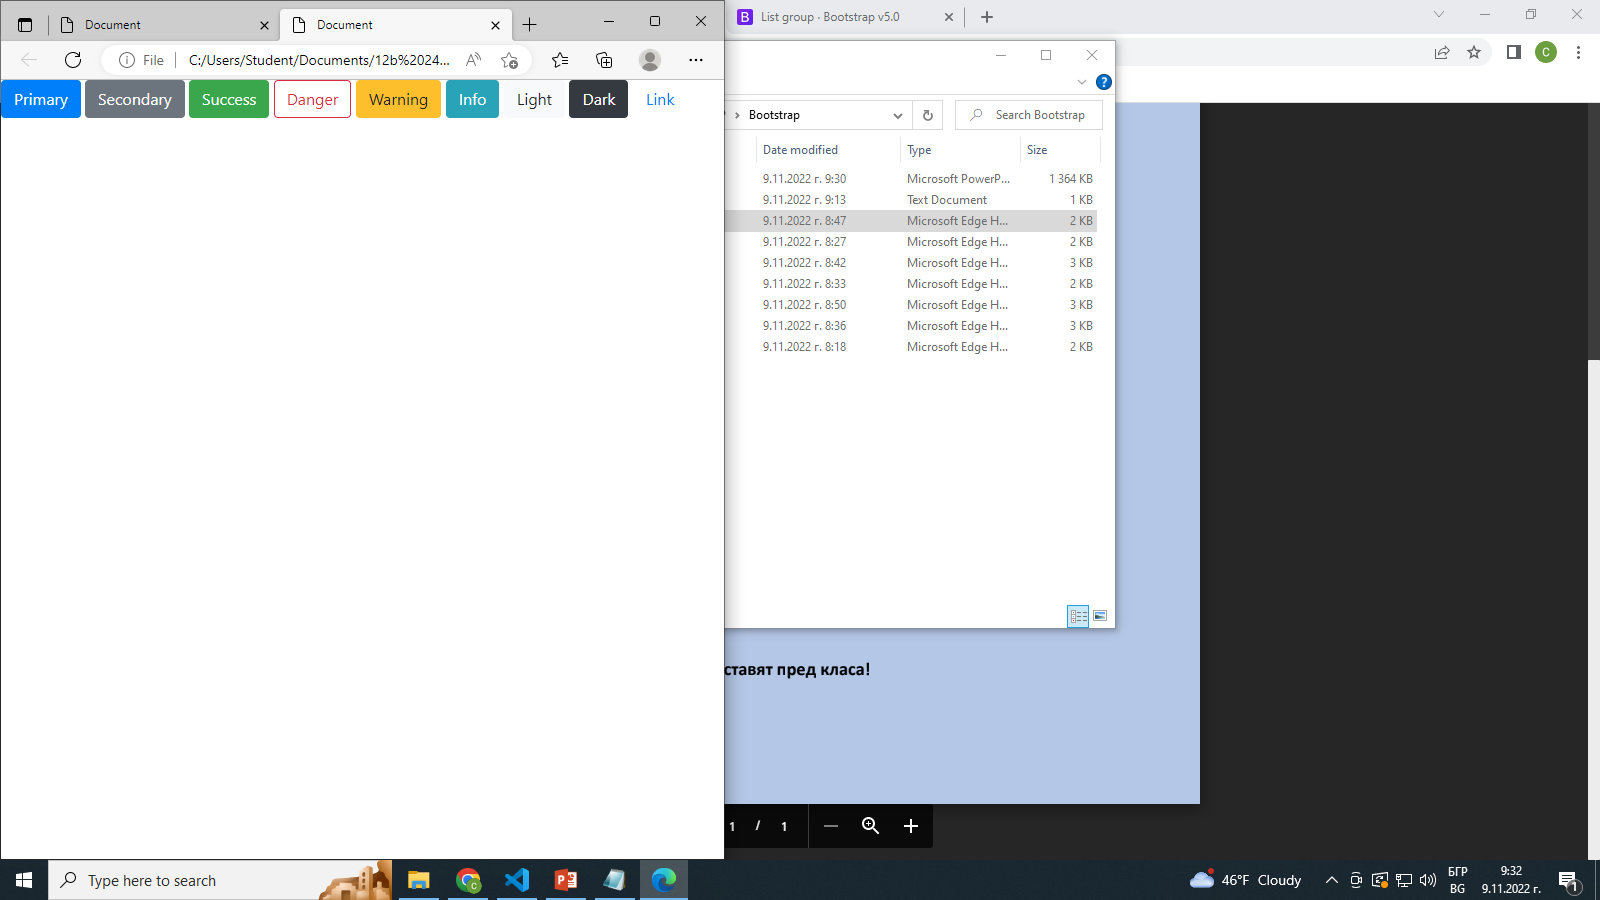 Document
Document
List group · Bootstrap v5.0
File
C:/Users/Student/Documents/12b%2024...
C
Primary
Secondary
Success
Danger
Warning
Info
Light
Dark
Link
Bootstrap
Search Bootstrap
Date modified Type Size
9.11.2022 г. 9:30 Microsoft PowerP... 1 364 KB
9.11.2022 г. 9:13 Text Document 1 KB
9.11.2022 г. 8:47 Microsoft Edge H... 2 KB
9.11.2022 г. 8:27 Microsoft Edge H... 2 KB
9.11.2022 г. 8:42 Microsoft Edge H... 3 KB
9.11.2022 г. 8:33 Microsoft Edge H... 2 KB
9.11.2022 г. 8:50 Microsoft Edge H... 3 KB
9.11.2022 г. 8:36 Microsoft Edge H... 3 KB
9.11.2022 г. 8:18 Microsoft Edge H... 2 KB
ставят пред класа!
1 / 1
Type here to search
46°F Cloudy
БГР
BG
9:32
9.11.2022 г.
1